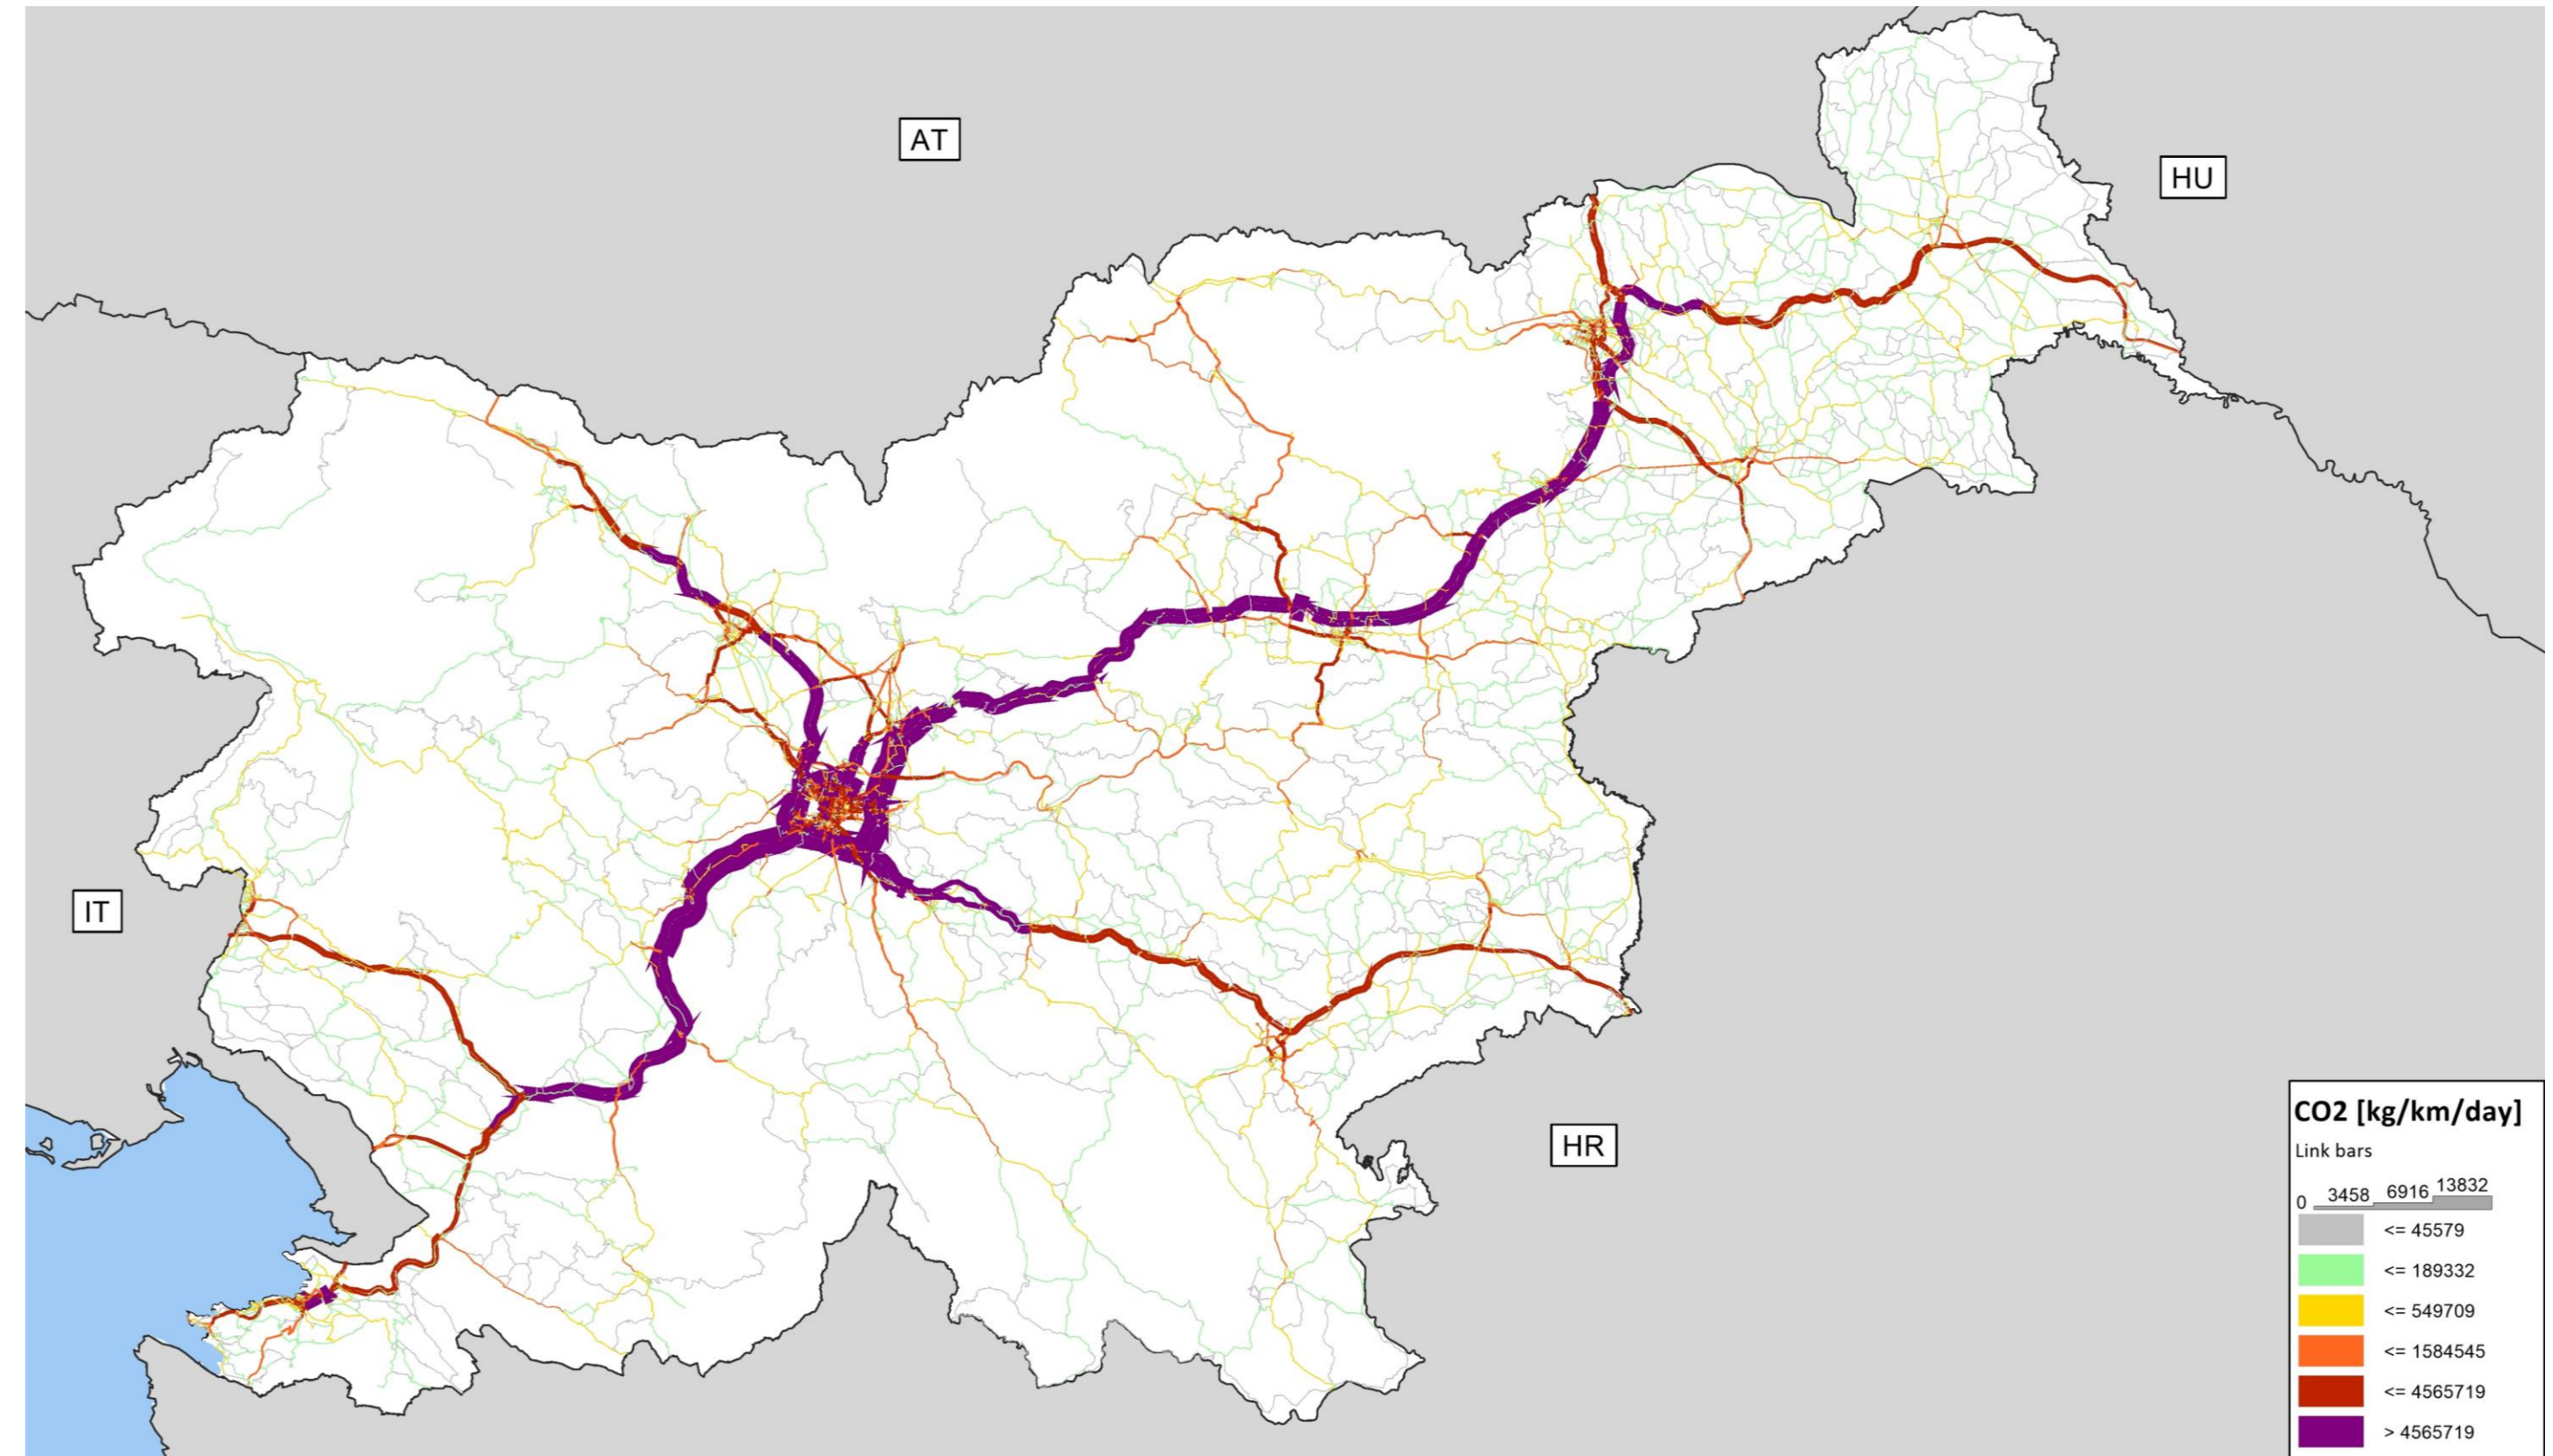 AT
HU
IT
HR
CO2 [kg/km/day]
Link bars
0 3458 6916 13832
<= 45579
<= 189332
<= 549709
<= 1584545
<= 4565719
> 4565719